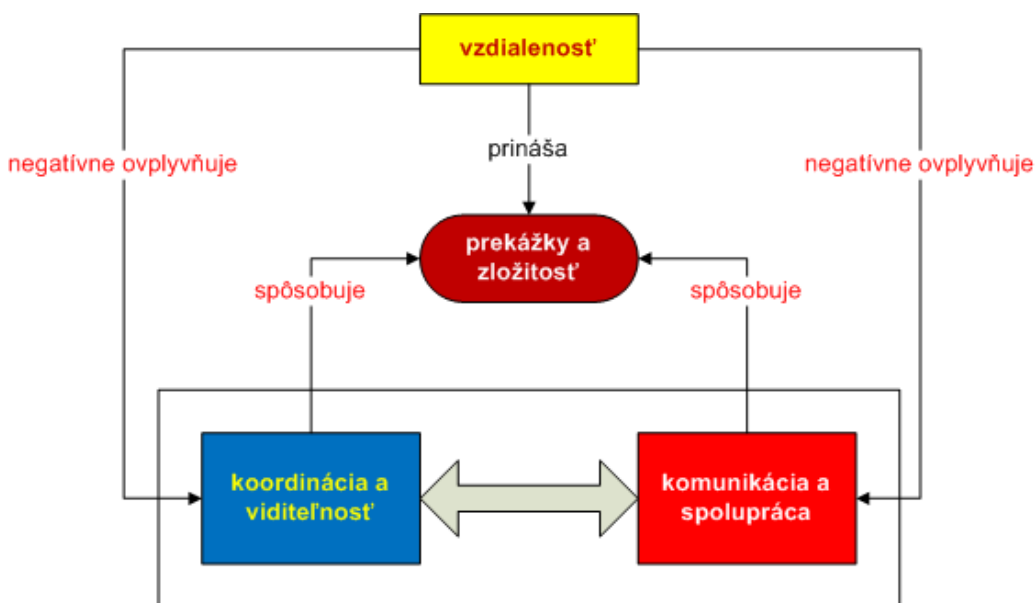 vzdialenosť
prináša
negatívne ovplyvňuje
negatívne ovplyvňuje
prekážky a
zložitosť
spôsobuje
spôsobuje
koordinácia a
viditeľnosť
komunikácia a
spolupráca